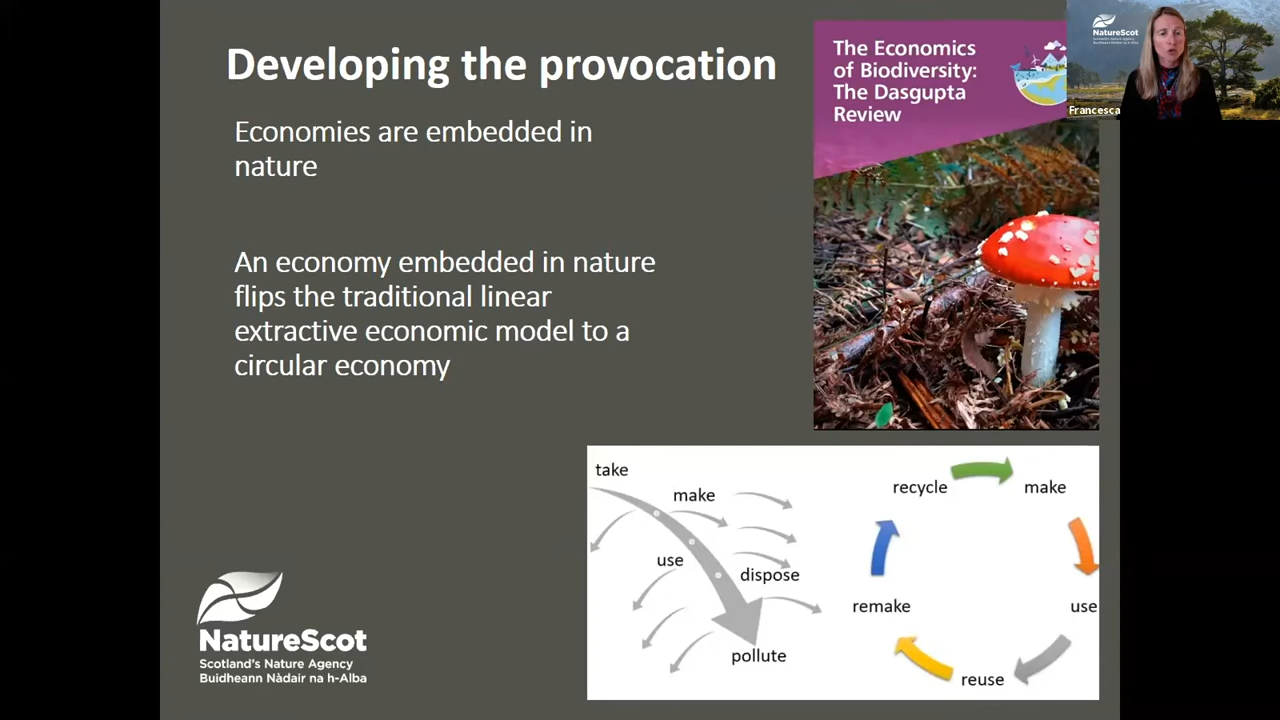 Developing the provocation
Economies are embedded in
nature
An economy embedded in nature
flips the traditional linear
extractive economic model to a
circular economy
The Economics
of Biodiversity:
The Dasgupta
Review
NatureScot
Francesca
take
make
use
dispose
pollute
recycle
make
use
reuse
remake
NatureScot
Scotland's Nature Agency
Buidheann Nàdair na h-Alba